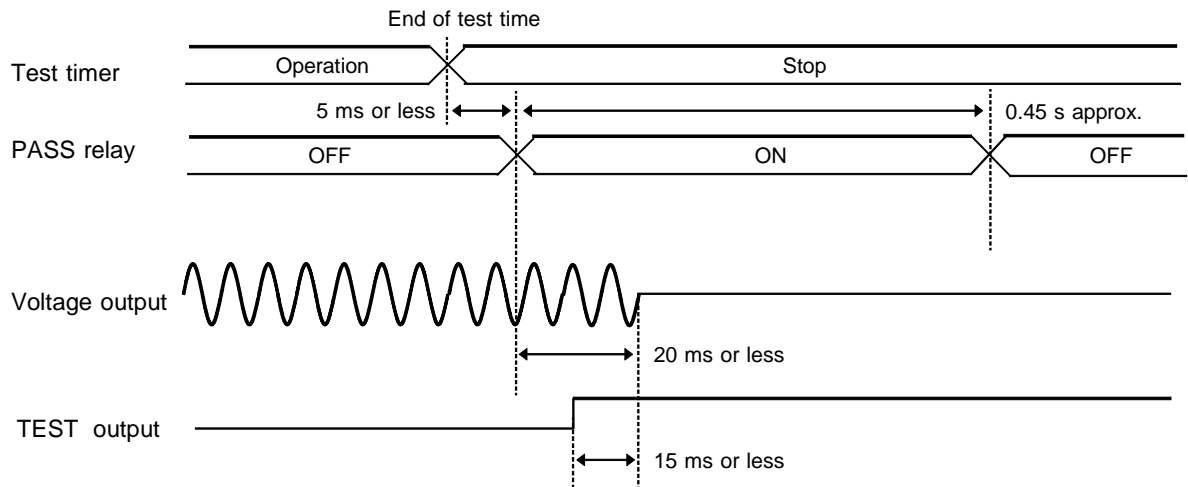 End of test time
Test timer
Operation
Stop
5 ms or less
0.45 s approx.
PASS relay
OFF
ON
OFF
Voltage output
20 ms or less
TEST output
15 ms or less